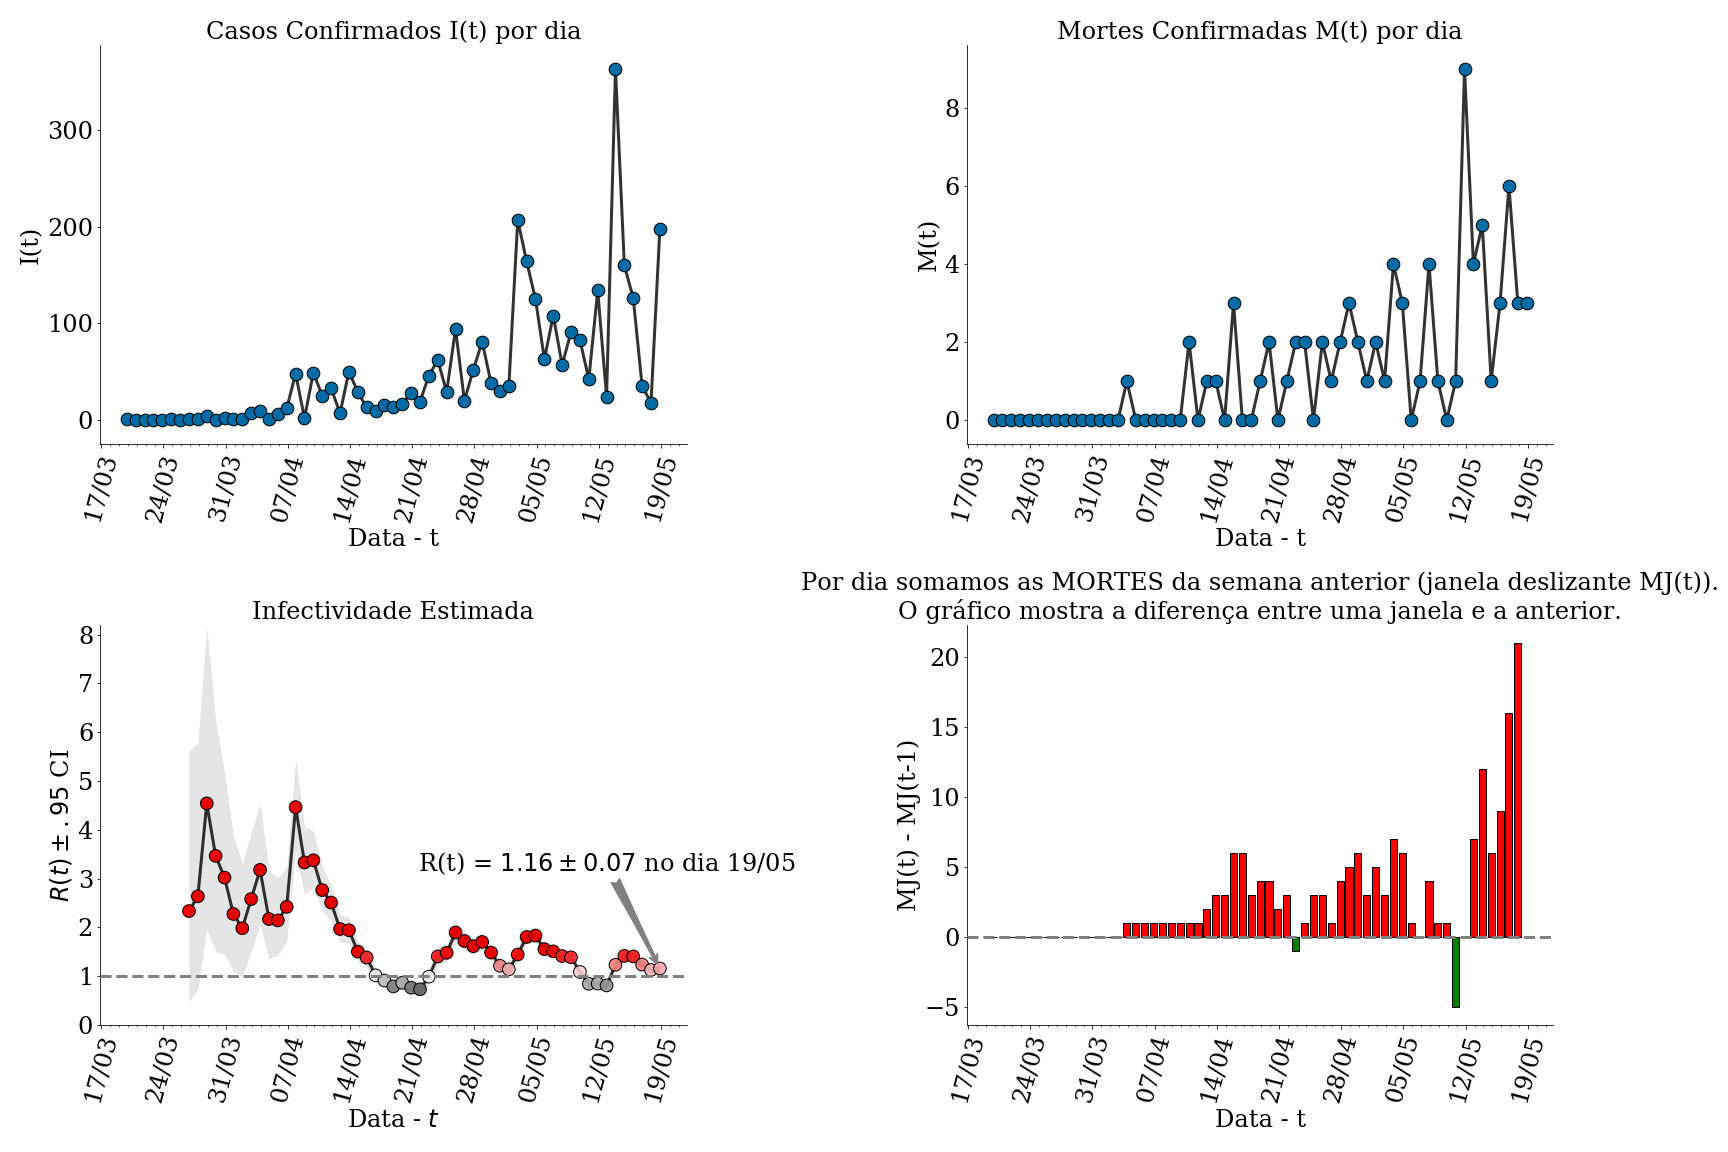 Casos Confirmados I(t) por dia
I(t)
300
200
100
0
17/03 24/03 31/03 07/04 14/04 21/04 28/04 05/05 12/05 19/05
Data - t
Mortes Confirmadas M(t) por dia
M(t)
8
6
4
2
0
17/03 24/03 31/03 07/04 14/04 21/04 28/04 05/05 12/05 19/05
Data - t
Infectividade Estimada
R(t) ± .95 CI
8
7
6
5
4
3
2
1
0
R(t) = 1.16 ± 0.07 no dia 19/05
17/03 24/03 31/03 07/04 14/04 21/04 28/04 05/05 12/05 19/05
Data - t
Por dia somamos as MORTES da semana anterior (janela deslizante MJ(t)).
O gráfico mostra a diferença entre uma janela e a anterior.
MJ(t) - MJ(t-1)
20
15
10
5
0
−5
17/03 24/03 31/03 07/04 14/04 21/04 28/04 05/05 12/05 19/05
Data - t